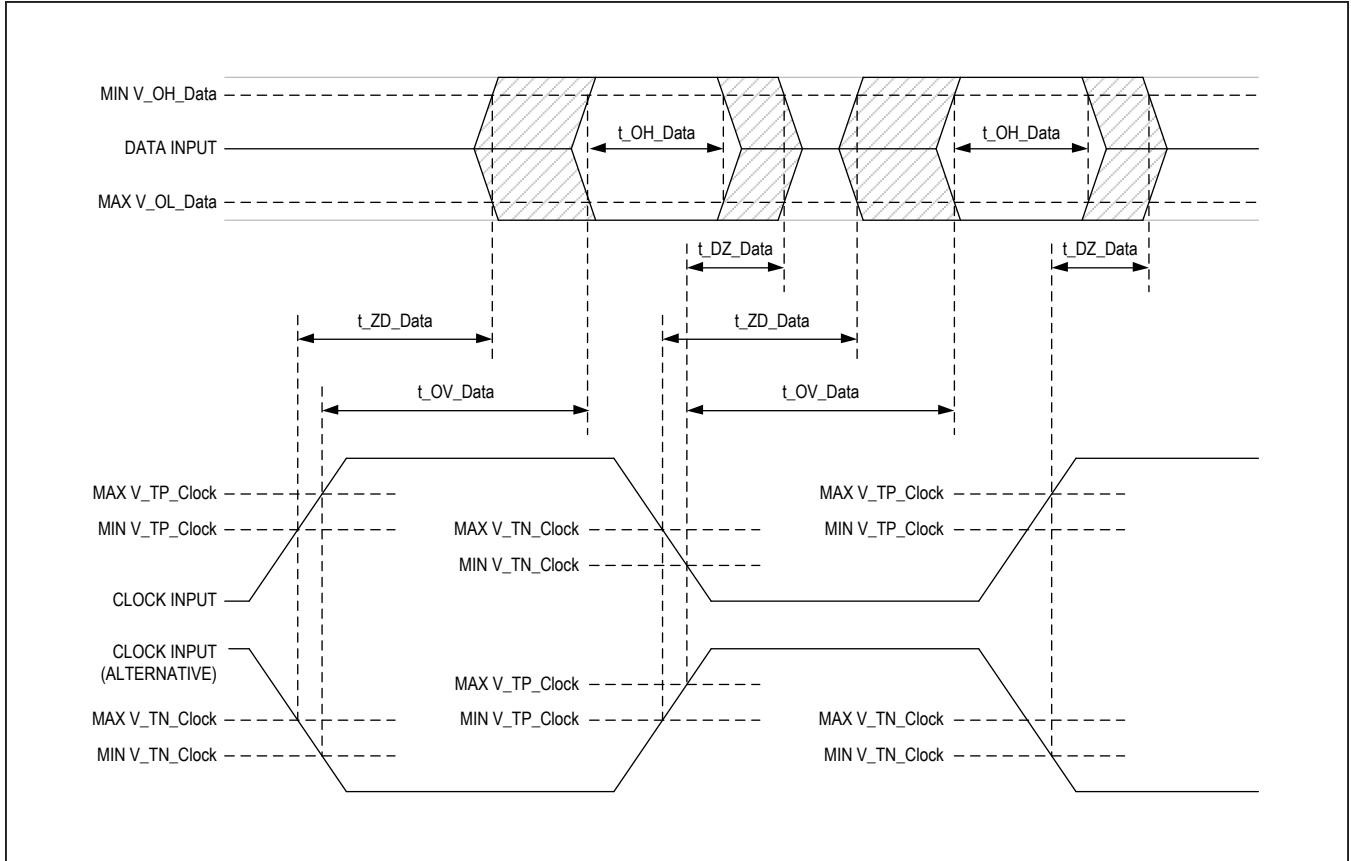 MIN V_OH_Data
t_OH_Data
t_OH_Data
DATA INPUT
MAX V_OL_Data
t_DZ_Data
t_DZ_Data
t_ZD_Data
t_ZD_Data
t_OV_Data
t_OV_Data
MAX V_TP_Clock
MAX V_TP_Clock
MIN V_TP_Clock
MAX V_TN_Clock
MIN V_TP_Clock
MIN V_TN_Clock
CLOCK INPUT
CLOCK INPUT
(ALTERNATIVE)
MAX V_TP_Clock
MAX V_TN_Clock
MIN V_TP_Clock
MAX V_TN_Clock
MIN V_TN_Clock
MIN V_TN_Clock